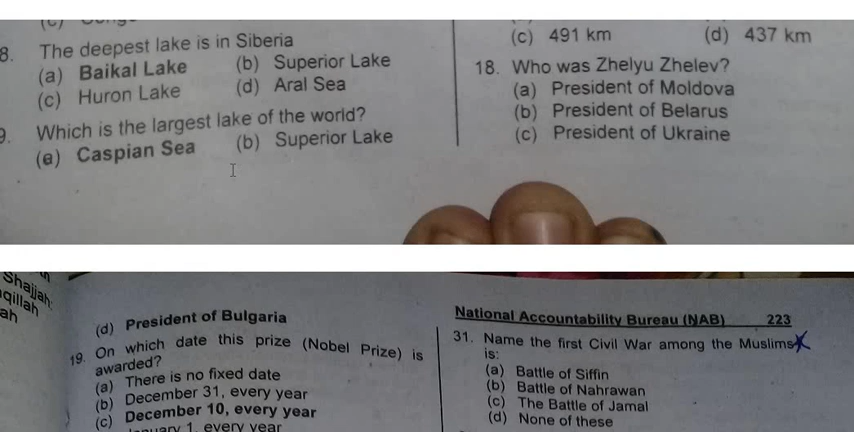 8. The deepest lake is in Siberia
(a) Baikal Lake (b) Superior Lake
(c) Huron Lake (d) Aral Sea
9. Which is the largest lake of the world?
(a) Caspian Sea (b) Superior Lake
(c) 491 km (d) 437 km
18. Who was Zhelyu Zhelev?
(a) President of Moldova
(b) President of Belarus
(c) President of Ukraine
Shajjah
qillah
ah
(d) President of Bulgaria
19. On which date this prize (Nobel Prize) is
awarded?
(a) There is no fixed date
(b) December 31, every year
(c) December 10, every year
1, every year
National Accountability Bureau (NAB) 223
31. Name the first Civil War among the Muslims
is:
(a) Battle of Siffin
(b) Battle of Nahrawan
(c) The Battle of Jamal
(d) None of these